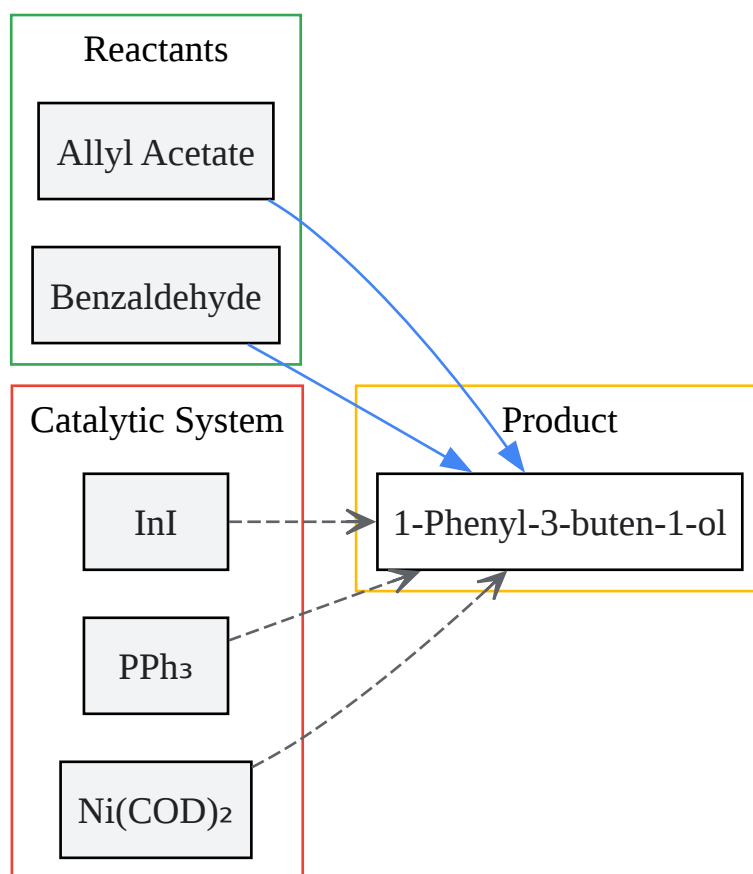 Reactants
Allyl Acetate
Benzaldehyde
Catalytic System
InI
PPh₃
Ni(COD)₂
Product
1-Phenyl-3-buten-1-ol